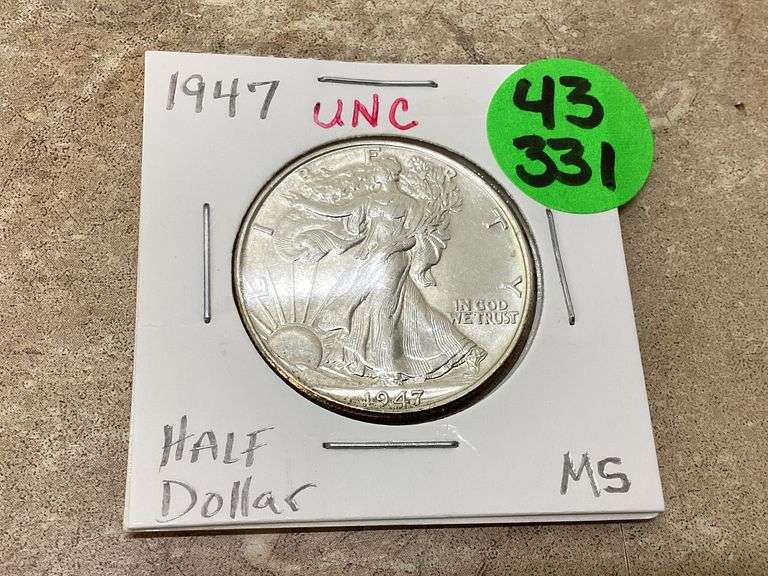 1947
UNC
43
331
LIBERTY
IN GOD
WE TRUST
1947
HALF
Dollar
MS